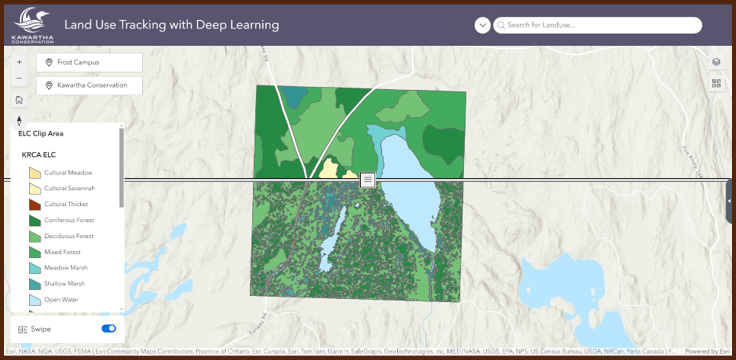 KAWARTHA
CONSERVATION
Land Use Tracking with Deep Learning
Search for Landuse...
Frost Campus
Kawartha Conservation
ELC Clip Area
KRCA ELC
Cultural Meadow
Cultural Savannah
Cultural Thicket
Coniferous Forest
Deciduous Forest
Mixed Forest
Meadow Marsh
Shallow Marsh
Open Water
Swipe
Esri, NASA, NGA, USGS, FEMA | Esri Community Maps Contributors, Province of Ontario, Esri Canada, Esri, TomTom, Garmin, SafeGraph, GeoTechnologies, Inc, METI/NASA, USGS, EPA, NPS, US Census Bureau, USDA, NRCan, Parks Canada |
Powered by Esri